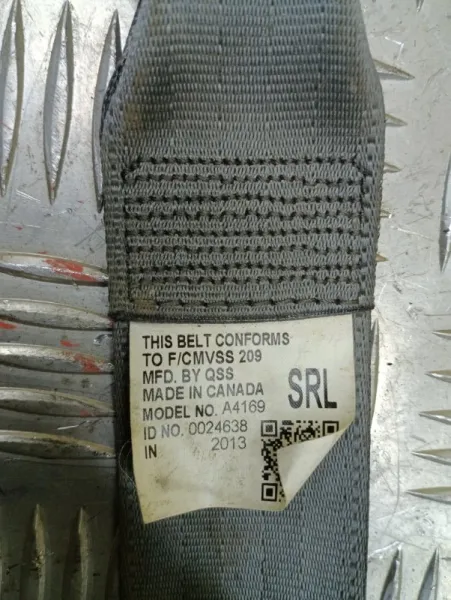 THIS BELT CONFORMS
TO F/CMVSS 209
MFD. BY QSS
MADE IN CANADA
SRL
MODEL NO. A4169
ID NO. 0024638
IN 2013